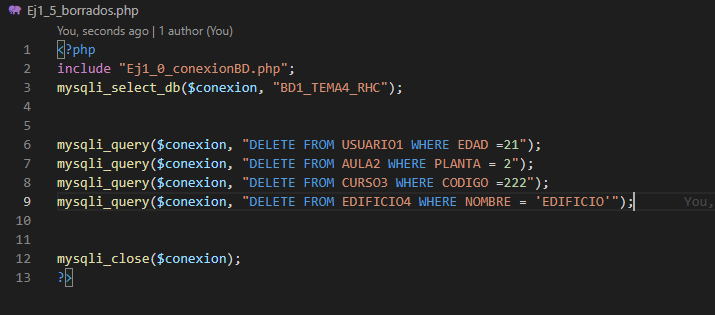 Ej1_5_borrados.php
You, seconds ago | 1 author (You)
1 <?php
2 include "Ej1_0_conexionBD.php";
3 mysqli_select_db($conexion, "BD1_TEMA4_RHC");
4
5
6 mysqli_query($conexion, "DELETE FROM USUARIO1 WHERE EDAD =21");
7 mysqli_query($conexion, "DELETE FROM AULA2 WHERE PLANTA = 2");
8 mysqli_query($conexion, "DELETE FROM CURSO3 WHERE CODIGO =222");
9 mysqli_query($conexion, "DELETE FROM EDIFICIO4 WHERE NOMBRE = 'EDIFICIO'"); You,
10
11
12 mysqli_close($conexion);
13 ?>